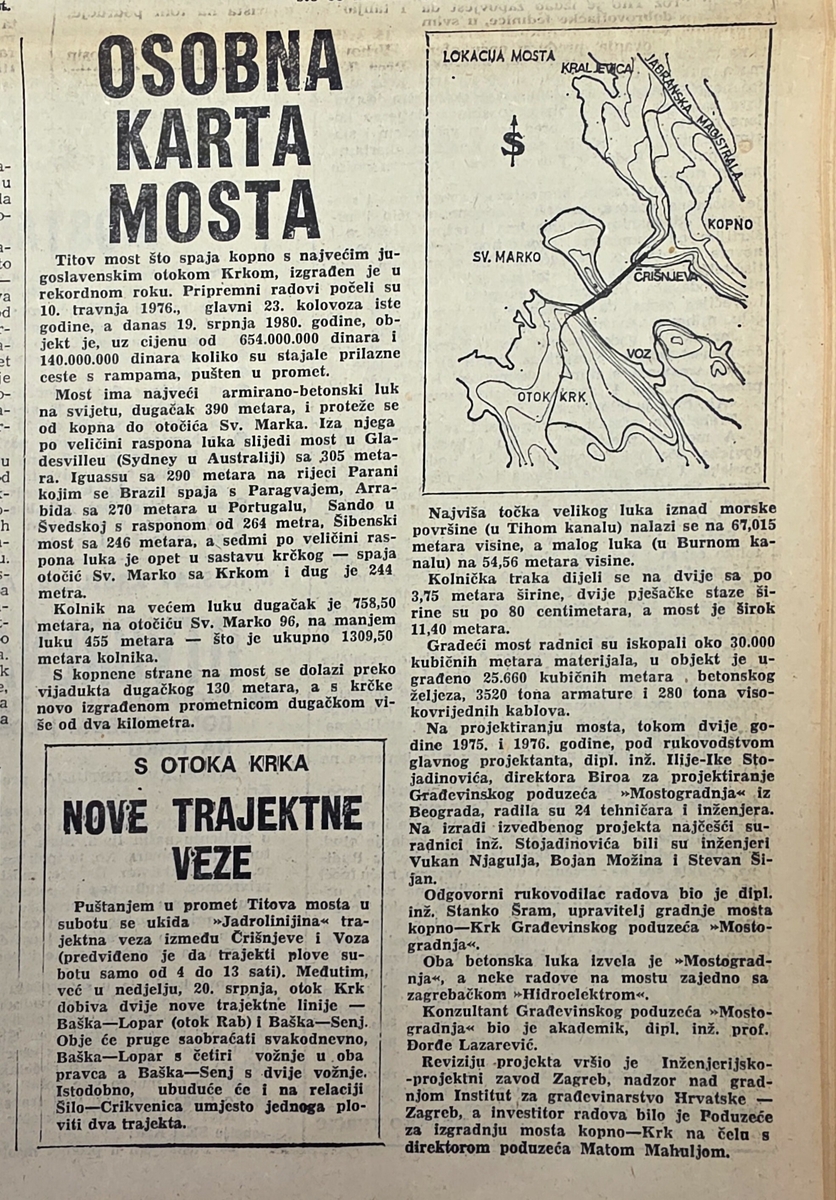 OSOBNA
KARTA
MOSTA
Titov most što spaja kopno s najvećim ju-
goslavenskim otokom Krkom, izgrađen je u
rekordnom roku. Pripremni radovi počeli su
10. travnja 1976., glavni 23. kolovoza iste
godine, a danas 19. srpnja 1980. godine, ob-
jekt je, uz cijenu od 654.000.000 dinara i
140.000.000 dinara koliko su stajale prilazne
ceste s rampama, pušten u promet.
Most ima najveći armirano-betonski luk
na svijetu, dugačak 390 metara, i proteže se
od kopna do otočića Sv. Marka. Iza njega
po veličini raspona luka slijedi most u Gla-
desvilleu (Sydney u Australiji) sa 305 meta-
ra. Iguassu sa 290 metara na rijeci Parani
kojim se Brazil spaja s Paragvajem, Arra-
bida sa 270 metara u Portugalu, Sando u
Švedskoj s rasponom od 264 metra, Šibenski
most sa 246 metara, a sedmi po veličini ras-
pona luka je opet u sastavu krčkog — spaja
otočić Sv. Marko sa Krkom i dug je 244
metra.
Kolnik na većem luku dugačak je 758,50
metara, na otočiću Sv. Marko 96, na manjem
luku 455 metara — što je ukupno 1309,50
metara kolnika.
S kopnene strane na most se dolazi preko
vijadukta dugačkog 130 metara, a s krčke
novo izgrađenom prometnicom dugačkom vi-
še od dva kilometra.
S OTOKA KRKA
NOVE TRAJEKTNE
VEZE
Puštanjem u promet Titova mosta u
subotu se ukida »Jadrolinijina« tra-
jektna veza između Črišnjeve i Voza
(predviđeno je da trajekti plove su-
botu samo od 4 do 13 sati). Međutim,
već u nedjelju, 20. srpnja, otok Krk
dobiva dvije nove trajektne linije —
Baška—Lopar (otok Rab) i Baška—Senj.
Obje će pruge saobraćati svakodnevno,
Baška—Lopar s četiri vožnje u oba
pravca a Baška—Senj s dvije vožnje.
Istodobno, ubuduće će i na relaciji
Šilo—Crikvenica umjesto jednoga plo-
viti dva trajekta.
LOKACIJA MOSTA
KRALJEVICA
JADRANSKA MAGISTRALA
S
KOPNO
SV. MARKO
ČRIŠNJEVA
VOZ
OTOK KRK
Najviša točka velikog luka iznad morske
površine (u Tihom kanalu) nalazi se na 67,015
metara visine, a malog luka (u Burnom ka-
nalu) na 54,56 metara visine.
Kolnička traka dijeli se na dvije sa po
3,75 metara širine, dvije pješačke staze ši-
rine su po 80 centimetara, a most je širok
11,40 metara.
Gradeći most radnici su iskopali oko 30.000
kubičnih metara materijala, u objekt je u-
građeno 25.660 kubičnih metara betonskog
željeza, 3520 tona armature i 280 tona viso-
kovrijednih kablova.
Na projektiranju mosta, tokom dvije go-
dine 1975. i 1976. godine, pod rukovodstvom
glavnog projektanta, dipl. inž. Ilije-Ike Sto-
jadinovića, direktora Biroa za projektiranje
Građevinskog poduzeća »Mostogradnja« iz
Beograda, radila su 24 tehničara i inženjera.
Na izradi izvedbenog projekta najčešći su-
radnici inž. Stojadinovića bili su inženjeri
Vukan Njagulja, Bojan Možina i Stevan Ši-
jan.
Odgovorni rukovodilac radova bio je dipl.
inž. Stanko Šram, upravitelj gradnje mosta
kopno—Krk Građevinskog poduzeća »Mosto-
gradnja«.
Oba betonska luka izvela je »Mostograd-
nja«, a neke radove na mostu zajedno sa
zagrebačkom »Hidroelektrom«.
Konzultant Građevinskog poduzeća »Mosto-
gradnja« bio je akademik, dipl. inž. prof.
Đorđe Lazarević.
Reviziju projekta vršio je Inženjerijsko-
-projektni zavod Zagreb, nadzor nad grad-
njom Institut za građevinarstvo Hrvatske —
Zagreb, a investitor radova bilo je Poduzeće
za izgradnju mosta kopno—Krk na čelu s
direktorom poduzeća Matom Mahuljom.